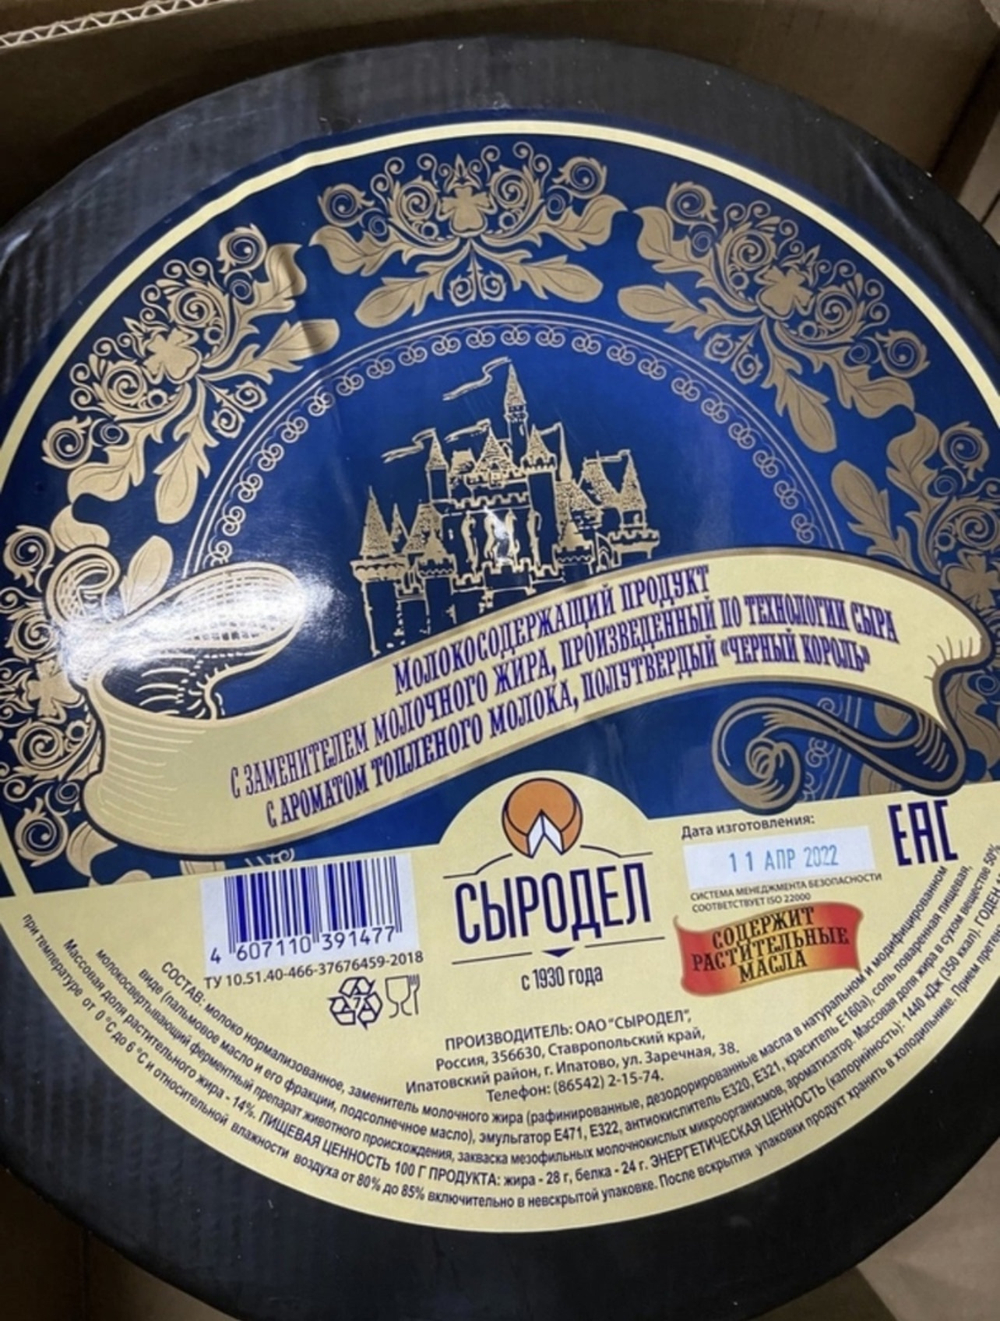 МОЛОКОСОДЕРЖАЩИЙ ПРОДУКТ
С ЗАМЕНИТЕЛЕМ МОЛОЧНОГО ЖИРА, ПРОИЗВЕДЕННЫЙ ПО ТЕХНОЛОГИИ СЫРА
С АРОМАТОМ ТОПЛЕНОГО МОЛОКА, ПОЛУТВЕРДЫЙ «ЧЕРНЫЙ КОРОЛЬ»
4 607110 391477
ТУ 10.51.40-466-37676459-2018
7
СЫРОДЕЛ
с 1930 года
Дата изготовления:
11 АПР 2022
ЕАС
СИСТЕМА МЕНЕДЖМЕНТА БЕЗОПАСНОСТИ
СООТВЕТСТВУЕТ ISO 22000
СОДЕРЖИТ
РАСТИТЕЛЬНЫЕ
МАСЛА
ПРОИЗВОДИТЕЛЬ: ОАО "СЫРОДЕЛ",
Россия, 356630, Ставропольский край,
Ипатовский район, г. Ипатово, ул. Заречная, 38.
Телефон: (86542) 2-15-74.
СОСТАВ: молоко нормализованное, заменитель молочного жира (рафинированные, дезодорированные масла в натуральном и модифицированном
виде (пальмовое масло и его фракции, подсолнечное масло), эмульгатор Е471, Е322, антиокислитель Е320, Е321, краситель Е160а), соль поваренная пищевая,
молокосвертывающий ферментный препарат животного происхождения, закваска мезофильных молочнокислых микроорганизмов, ароматизатор. Массовая доля жира в сухом веществе 50%
Массовая доля растительного жира - 14%. ПИЩЕВАЯ ЦЕННОСТЬ 100 Г ПРОДУКТА: жира - 28 г, белка - 24 г. ЭНЕРГЕТИЧЕСКАЯ ЦЕННОСТЬ (калорийность): 1440 кДж (350 ккал). ГОДЕН
при температуре от 0 °С до 6 °С и относительной влажности воздуха от 80% до 85% включительно в невскрытой упаковке. После вскрытия упаковки продукт хранить в холодильнике. Прием